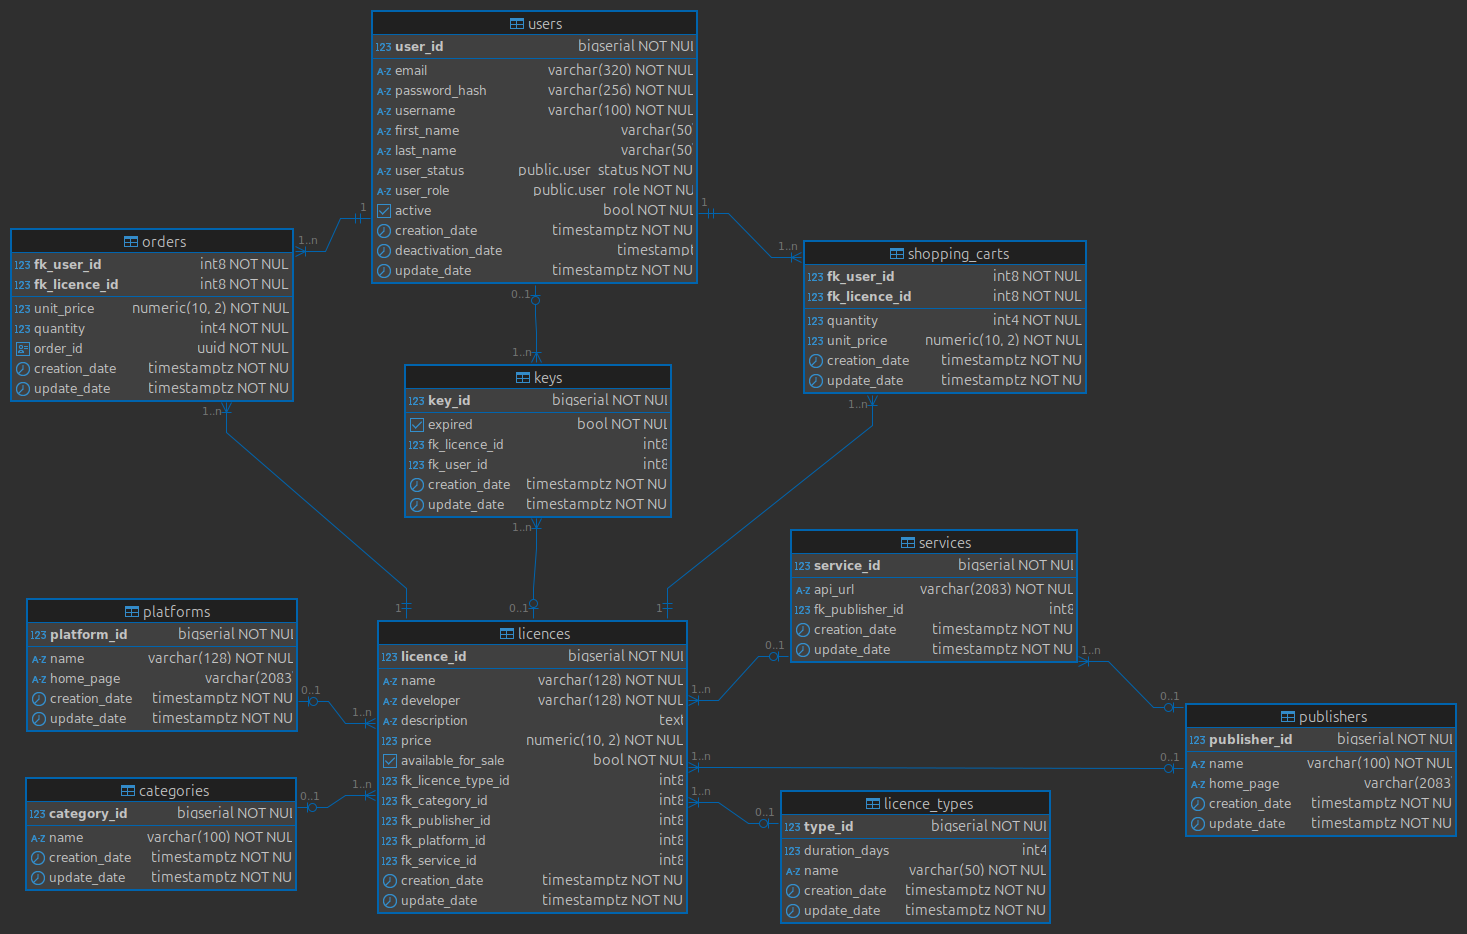 users
123 user_id bigserial NOT NUL
A-Z email varchar(320) NOT NUL
A-Z password_hash varchar(256) NOT NUL
A-Z username varchar(100) NOT NUL
A-Z first_name varchar(50)
A-Z last_name varchar(50)
A-Z user_status public.user_status NOT NU
A-Z user_role public.user_role NOT NU
active bool NOT NUL
creation_date timestamptz NOT NU
deactivation_date timestampt
update_date timestamptz NOT NU
1
1..n
1
1..n
0..1
1..n
orders
123 fk_user_id int8 NOT NUL
123 fk_licence_id int8 NOT NUL
123 unit_price numeric(10, 2) NOT NUL
123 quantity int4 NOT NUL
order_id uuid NOT NUL
creation_date timestamptz NOT NU
update_date timestamptz NOT NU
1..n
1
shopping_carts
123 fk_user_id int8 NOT NUL
123 fk_licence_id int8 NOT NUL
123 quantity int4 NOT NUL
123 unit_price numeric(10, 2) NOT NUL
creation_date timestamptz NOT NU
update_date timestamptz NOT NU
1..n
1
keys
123 key_id bigserial NOT NUL
expired bool NOT NUL
123 fk_licence_id int8
123 fk_user_id int8
creation_date timestamptz NOT NU
update_date timestamptz NOT NU
1..n
0..1
services
123 service_id bigserial NOT NUL
A-Z api_url varchar(2083) NOT NUL
123 fk_publisher_id int8
creation_date timestamptz NOT NU
update_date timestamptz NOT NU
0..1
1..n
1..n
0..1
platforms
123 platform_id bigserial NOT NUL
A-Z name varchar(128) NOT NUL
A-Z home_page varchar(2083)
creation_date timestamptz NOT NU
update_date timestamptz NOT NU
0..1
1..n
licences
123 licence_id bigserial NOT NUL
A-Z name varchar(128) NOT NUL
A-Z developer varchar(128) NOT NUL
A-Z description text
123 price numeric(10, 2) NOT NUL
available_for_sale bool NOT NUL
123 fk_licence_type_id int8
123 fk_category_id int8
123 fk_publisher_id int8
123 fk_platform_id int8
123 fk_service_id int8
creation_date timestamptz NOT NU
update_date timestamptz NOT NU
1..n
0..1
1..n
0..1
publishers
123 publisher_id bigserial NOT NUL
A-Z name varchar(100) NOT NUL
A-Z home_page varchar(2083)
creation_date timestamptz NOT NU
update_date timestamptz NOT NU
categories
123 category_id bigserial NOT NUL
A-Z name varchar(100) NOT NUL
creation_date timestamptz NOT NU
update_date timestamptz NOT NU
0..1
1..n
licence_types
123 type_id bigserial NOT NUL
123 duration_days int4
A-Z name varchar(50) NOT NUL
creation_date timestamptz NOT NU
update_date timestamptz NOT NU